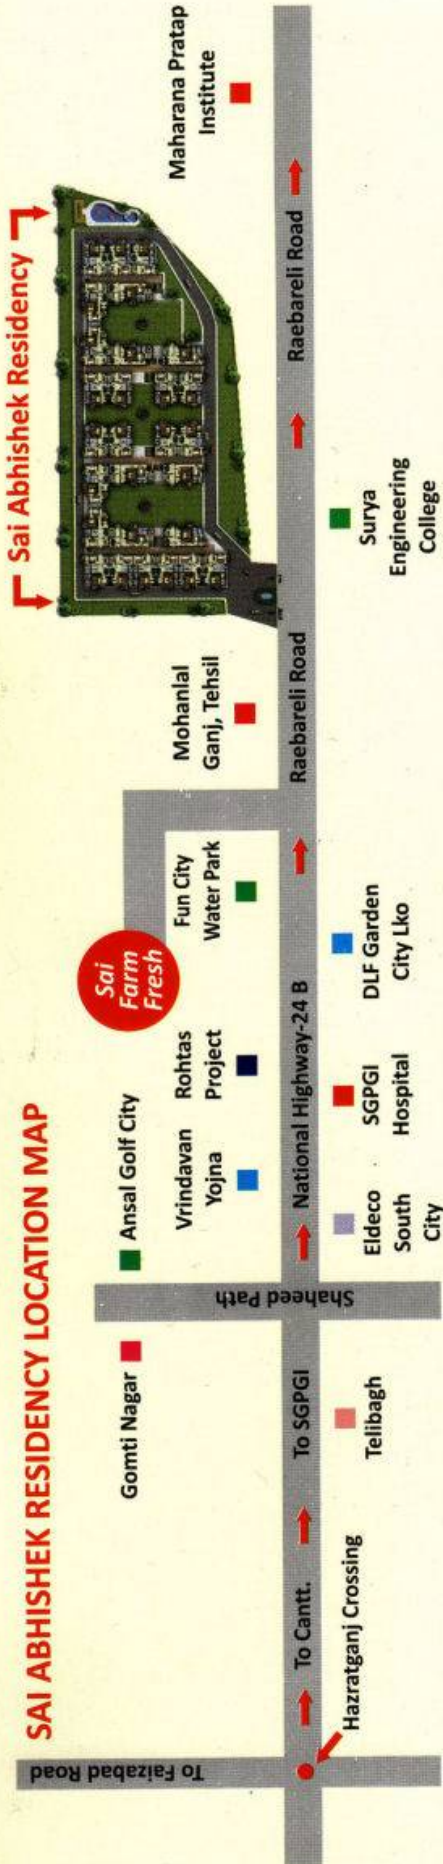 SAI ABHISHEK RESIDENCY LOCATION MAP
Sai Abhishek Residency
To Faizabad Road
Hazratganj Crossing
To Cantt.
To SGPGI
Gomti Nagar
Telibagh
Shaheed Path
Ansal Golf City
Eldeco
South
City
Vrindavan
Yojna
National Highway-24 B
SGPGI
Hospital
Rohtas
Project
Sai
Farm
Fresh
DLF Garden
City Lko
Fun City
Water Park
Mohanlal
Ganj, Tehsil
Raebareli Road
Surya
Engineering
College
Raebareli Road
Maharana Pratap
Institute